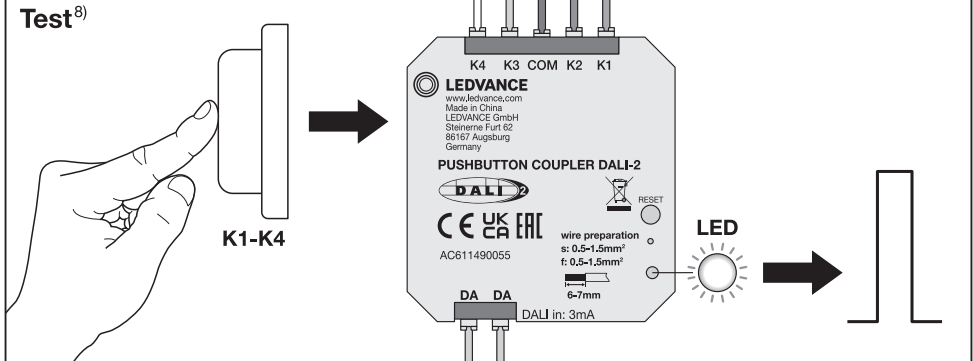 Test⁸⁾
K4 K3 COM K2 K1
LEDVANCE
www.ledvance.com
Made in China
LEDVANCE GmbH
Steinerne Furt 62
86167 Augsburg
Germany
PUSHBUTTON COUPLER DALI-2
DALI 2
RESET
CE UK CA EAC
AC611490055
wire preparation
s: 0.5-1.5mm²
f: 0.5-1.5mm²
6-7mm
DA DA
DALI in: 3mA
K1-K4
LED